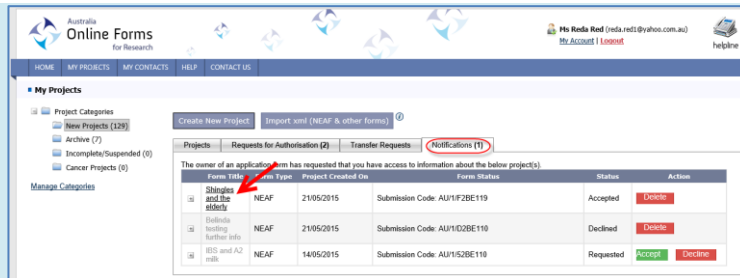 Australia
Online Forms
for Research
Ms Reda Red (reda.red1@yahoo.com.au)
My Account | Logout
helpline
HOME MY PROJECTS MY CONTACTS HELP CONTACT US
My Projects
Project Categories
New Projects (129)
Archive (7)
Incomplete/Suspended (0)
Cancer Projects (0)
Manage Categories
Create New Project Import xml (NEAF & other forms)
Projects Requests for Authorisation (2) Transfer Requests Notifications (1)
The owner of an application form has requested that you have access to information about the below project(s).
Form Title Form Type Project Created On Form Status Status Action
Shingles and the elderly NEAF 21/05/2015 Submission Code: AU/1/F2BE119 Accepted Delete
Belinda testing further info NEAF 21/05/2015 Submission Code: AU/1/D2BE110 Declined Delete
IBS and A2 milk NEAF 14/05/2015 Submission Code: AU/1/52BE110 Requested Accept Decline